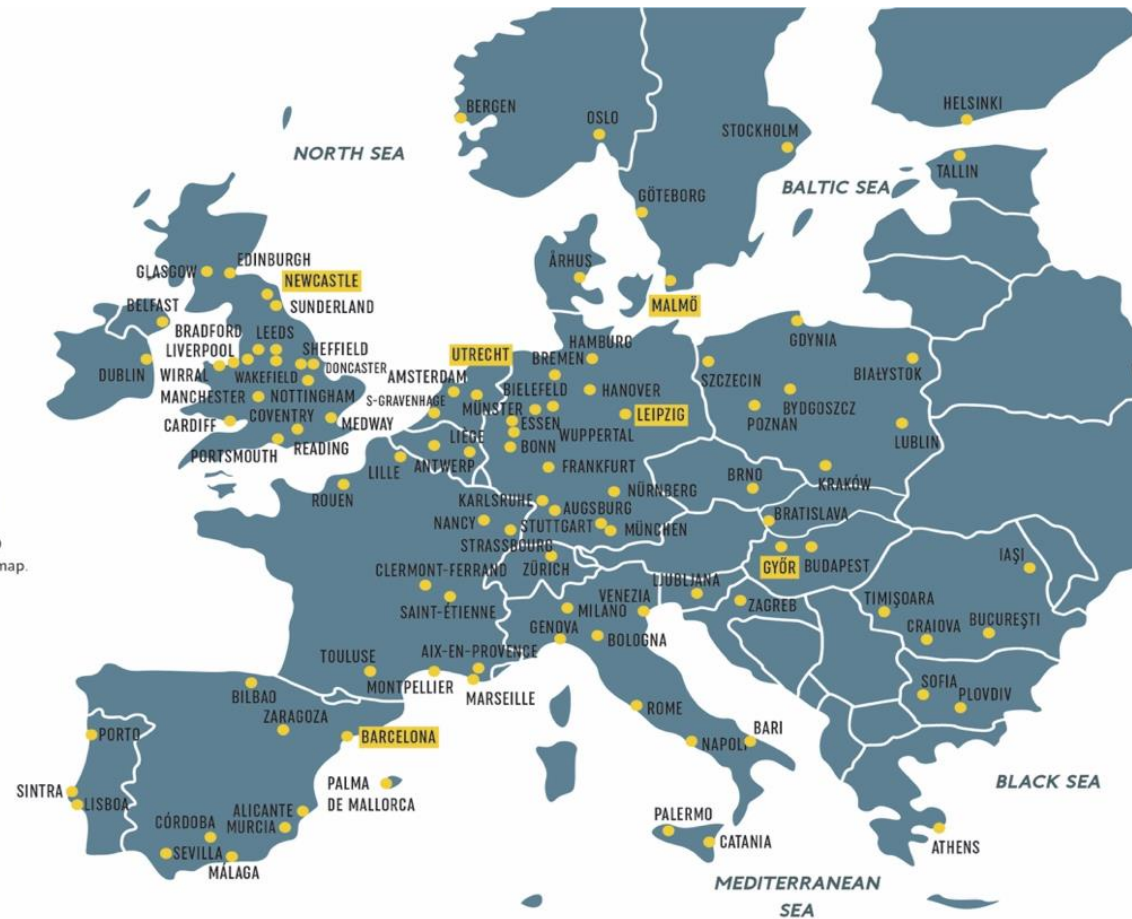 BERGEN
OSLO
STOCKHOLM
HELSINKI
TALLIN
NORTH SEA
BALTIC SEA
GÖTEBORG
ÅRHUS
MALMÖ
GLASGOW
EDINBURGH
NEWCASTLE
SUNDERLAND
BELFAST
BRADFORD
LEEDS
LIVERPOOL
SHEFFIELD
DUBLIN
WIRRAL
WAKEFIELD
DONCASTER
MANCHESTER
NOTTINGHAM
CARDIFF
COVENTRY
MEDWAY
PORTSMOUTH
READING
UTRECHT
AMSTERDAM
S-GRAVENHAGE
HAMBURG
BREMEN
BIELEFELD
HANOVER
MÜNSTER
LEIPZIG
ESSEN
WUPPERTAL
LIÈGE
BONN
LILLE
ANTWERP
FRANKFURT
ROUEN
KARLSRUHE
NÜRNBERG
AUGSBURG
NANCY
STUTTGART
MÜNCHEN
STRASSBOURG
ZÜRICH
GDYNIA
SZCZECIN
BIAŁYSTOK
BYDGOSZCZ
POZNAN
LUBLIN
BRNO
KRAKÓW
BRATISLAVA
GYŐR
BUDAPEST
IAŞI
map.
CLERMONT-FERRAND
SAINT-ÉTIENNE
LJUBLJANA
VENEZIA
MILANO
ZAGREB
TIMIŞOARA
GENOVA
BOLOGNA
CRAIOVA
BUCUREŞTI
TOULUSE
AIX-EN-PROVENCE
MONTPELLIER
MARSEILLE
SOFIA
PLOVDIV
BILBAO
ZARAGOZA
ROME
PORTO
BARCELONA
NAPOLI
BARI
SINTRA
LISBOA
PALMA
DE MALLORCA
BLACK SEA
ALICANTE
CÓRDOBA
MURCIA
PALERMO
SEVILLA
CATANIA
ATHENS
MÁLAGA
MEDITERRANEAN
SEA